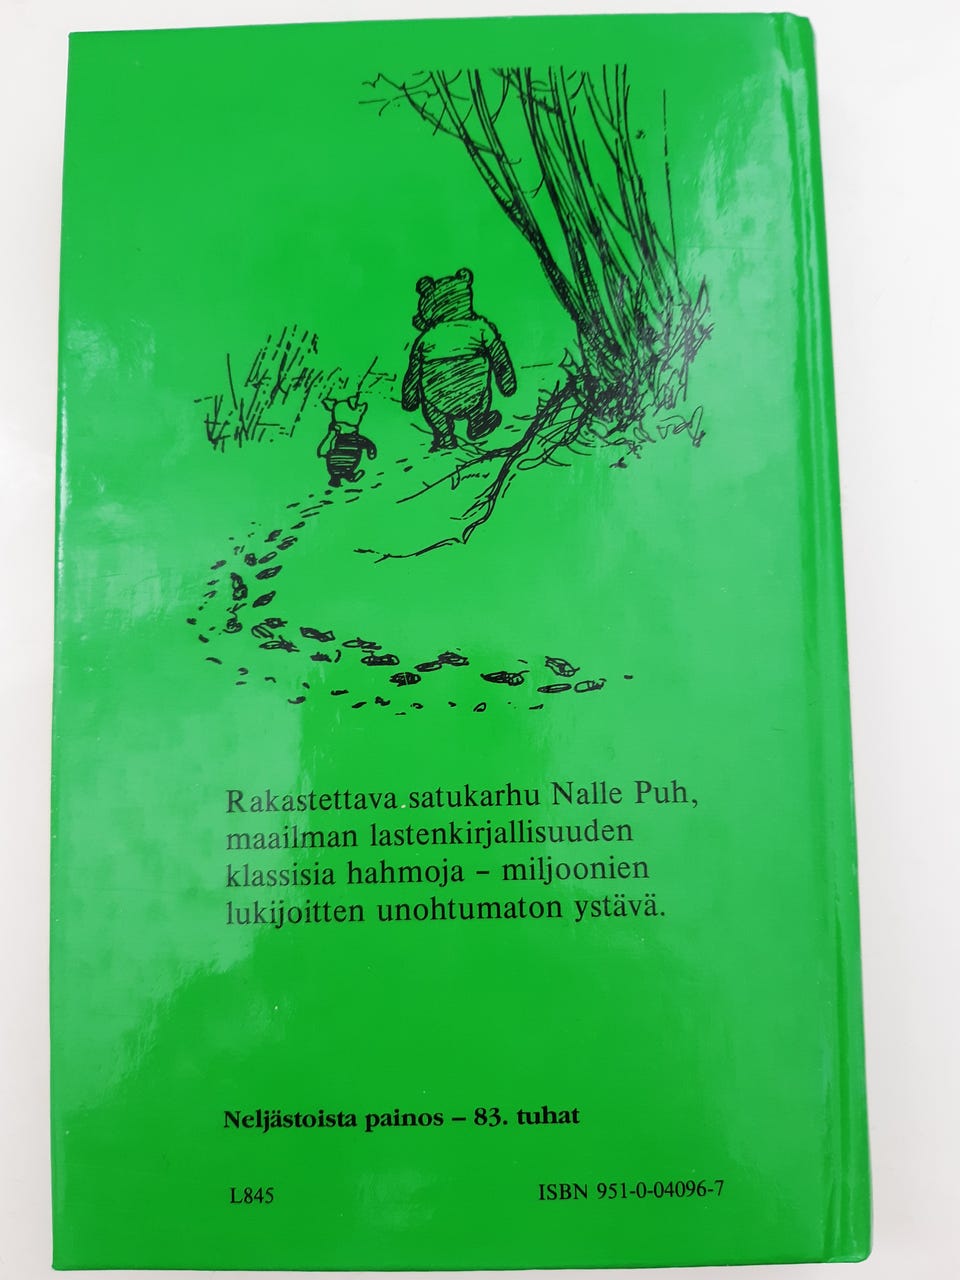 Rakastettava satukarhu Nalle Puh,
maailman lastenkirjallisuuden
klassisia hahmoja – miljoonien
lukijoitten unohtumaton ystävä.
Neljästoista painos – 83. tuhat
L845
ISBN 951-0-04096-7